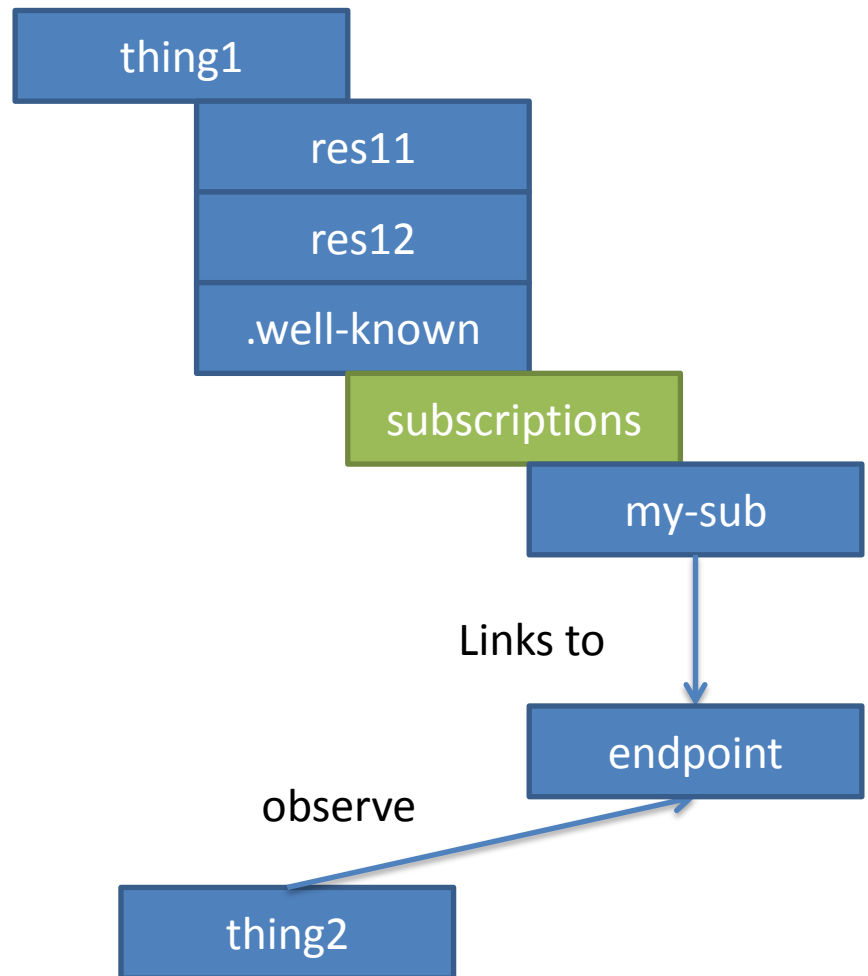 thing1
res11
res12
.well-known
subscriptions
my-sub
Links to
endpoint
observe
thing2